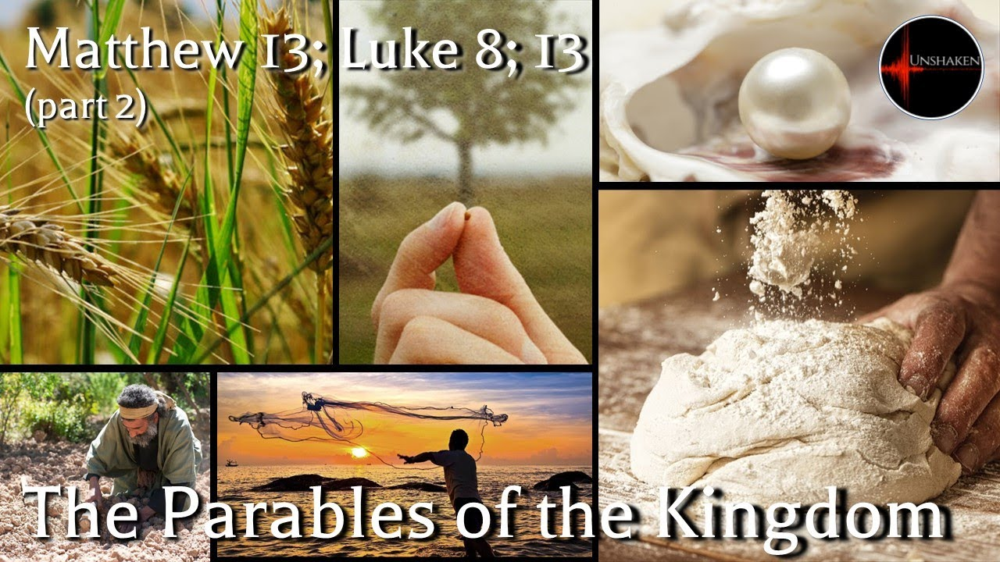 Matthew 13; Luke 8; 13
(part 2)
UNSHAKEN
The Parables of the Kingdom